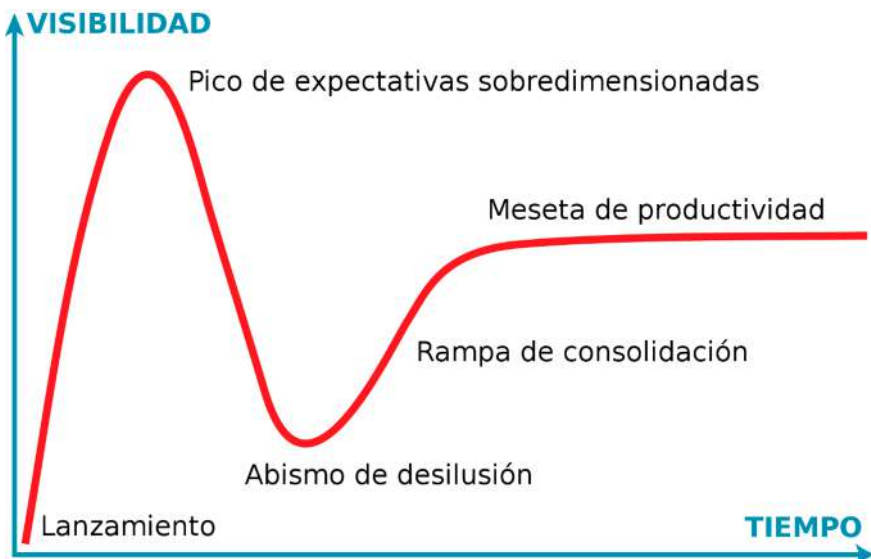 VISIBILIDAD
Pico de expectativas sobredimensionadas
Meseta de productividad
Rampa de consolidación
Abismo de desilusión
Lanzamiento
TIEMPO